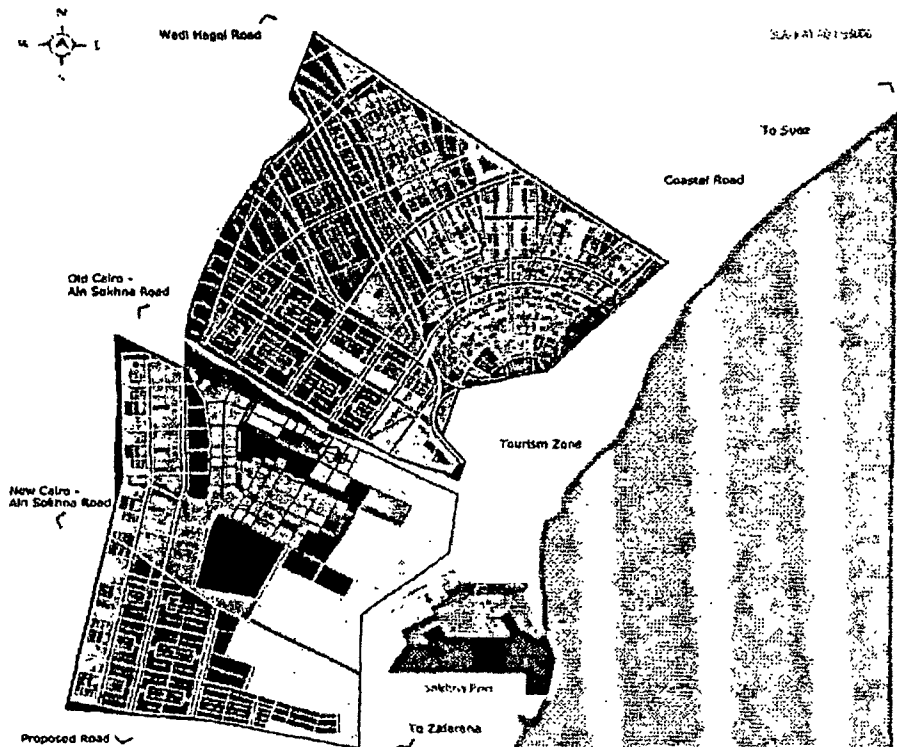 N
Wadi Hagol Road
To Suez
Coastal Road
Old Cairo -
Ain Sokhna Road
Tourism Zone
New Cairo -
Ain Sokhna Road
Sokhna Port
To Zafarana
Proposed Road